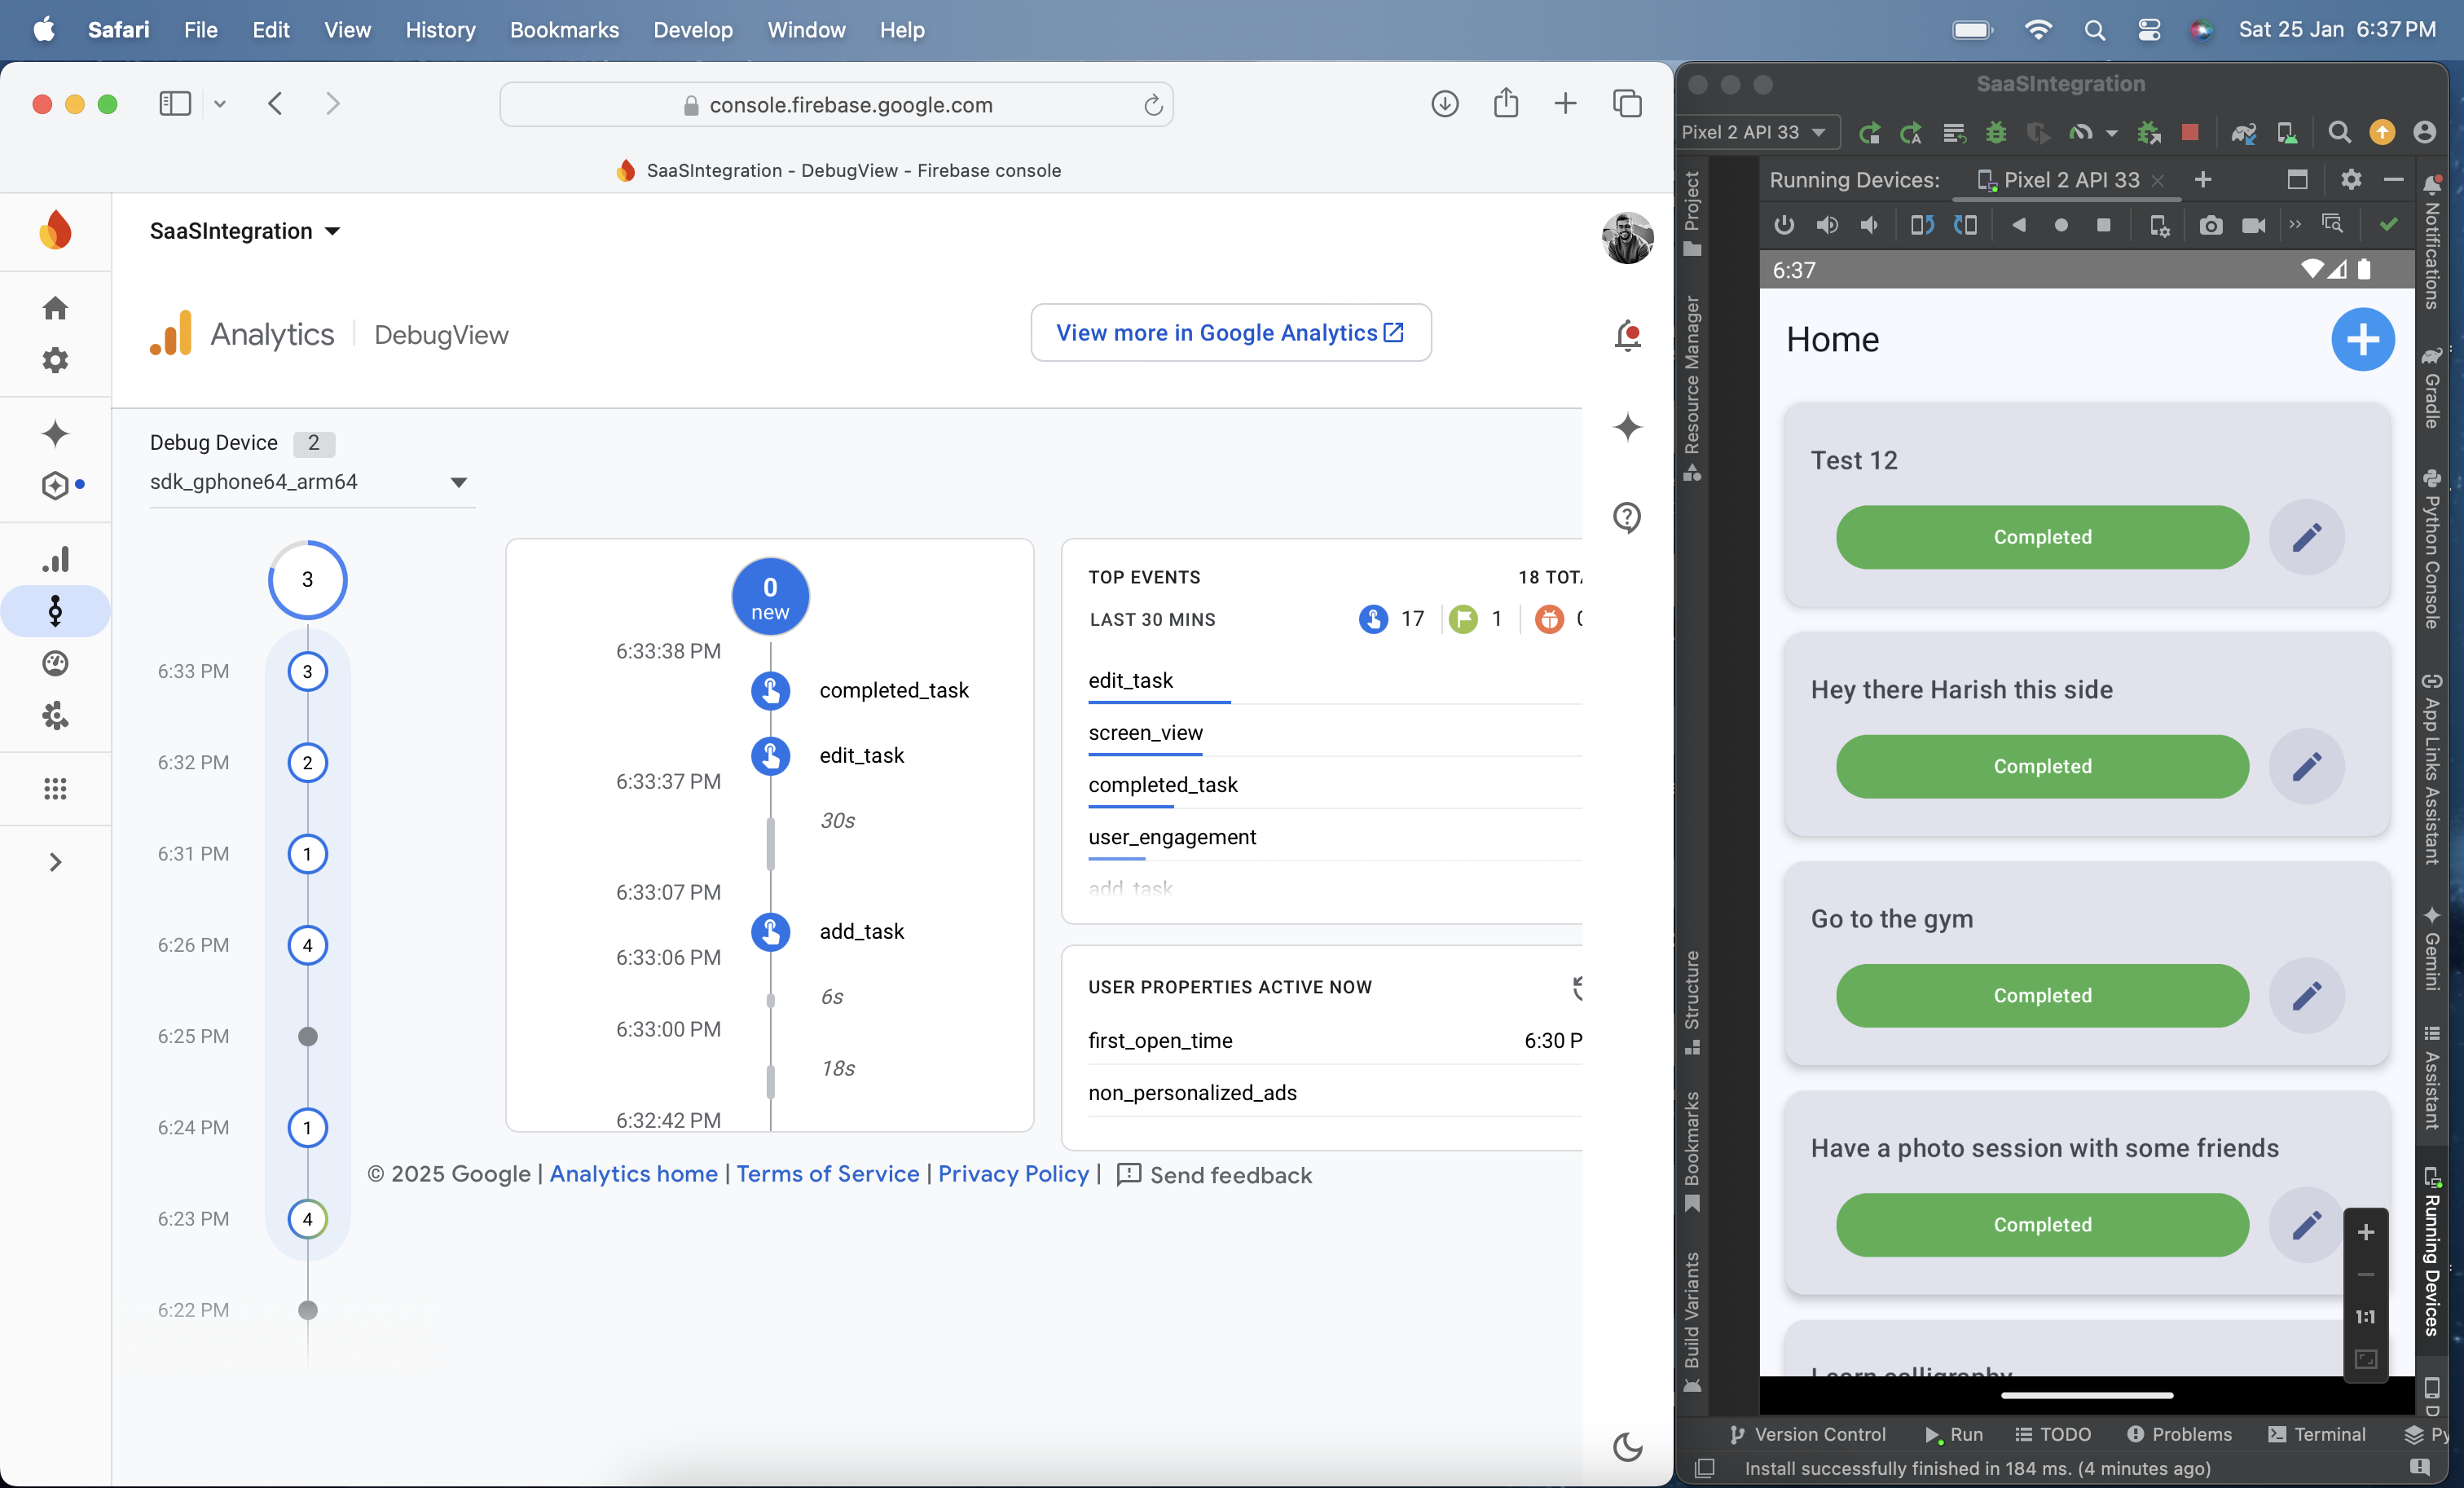 Safari File Edit View History Bookmarks Develop Window Help
Sat 25 Jan 6:37 PM
console.firebase.google.com
SaaSIntegration - DebugView - Firebase console
SaaSIntegration
Analytics
DebugView
View more in Google Analytics
Debug Device 2
sdk_gphone64_arm64
3
6:33 PM 3
6:32 PM 2
6:31 PM 1
6:26 PM 4
6:25 PM
6:24 PM 1
6:23 PM 4
6:22 PM
0
new
6:33:38 PM
completed_task
edit_task
6:33:37 PM
30s
6:33:07 PM
add_task
6:33:06 PM
6s
6:33:00 PM
18s
6:32:42 PM
TOP EVENTS
LAST 30 MINS
18 TOTA
17 1
edit_task
screen_view
completed_task
user_engagement
add_task
USER PROPERTIES ACTIVE NOW
first_open_time 6:30 P
non_personalized_ads
© 2025 Google | Analytics home | Terms of Service | Privacy Policy | Send feedback
SaaSIntegration
Pixel 2 API 33
Running Devices: Pixel 2 API 33
Project
Resource Manager
Structure
Bookmarks
Build Variants
6:37
Home
Test 12
Completed
Hey there Harish this side
Completed
Go to the gym
Completed
Have a photo session with some friends
Completed
Learn calligraphy
1:1
Notifications
Gradle
Python Console
App Links Assistant
Gemini
Assistant
Running Devices
D
Version Control Run TODO Problems Terminal Py
Install successfully finished in 184 ms. (4 minutes ago)